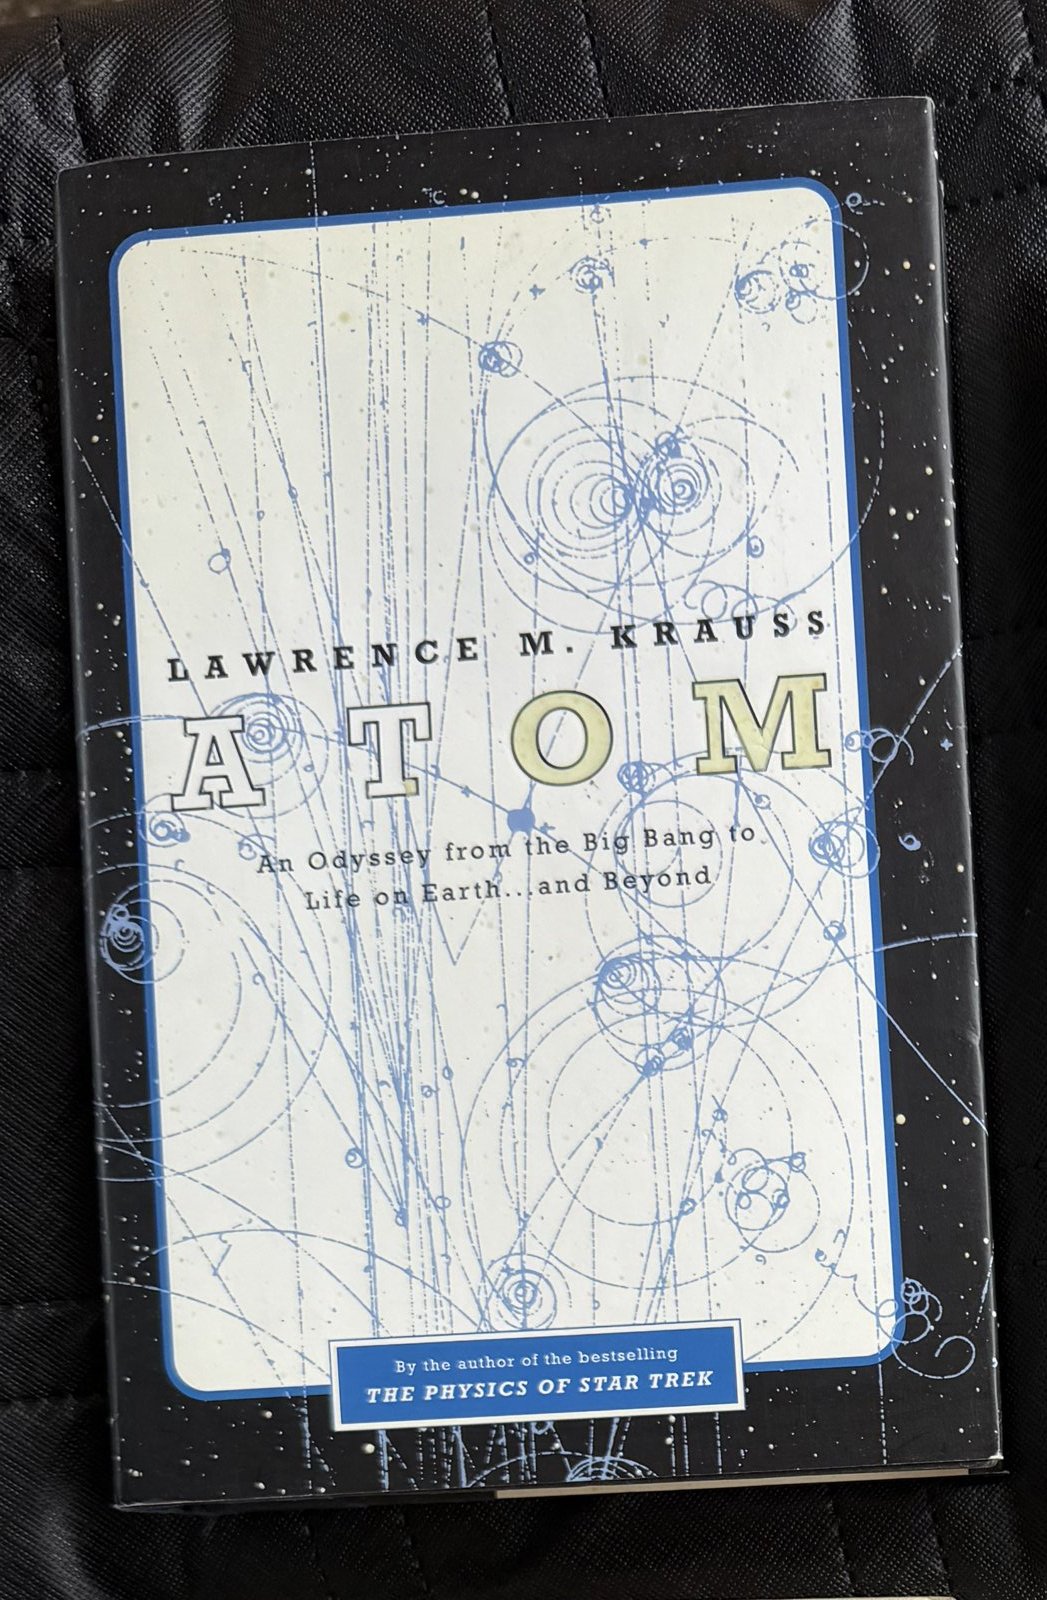 LAWRENCE M. KRAUSS
ATOM
An Odyssey from the Big Bang to
Life on Earth...and Beyond
By the author of the bestselling
THE PHYSICS OF STAR TREK